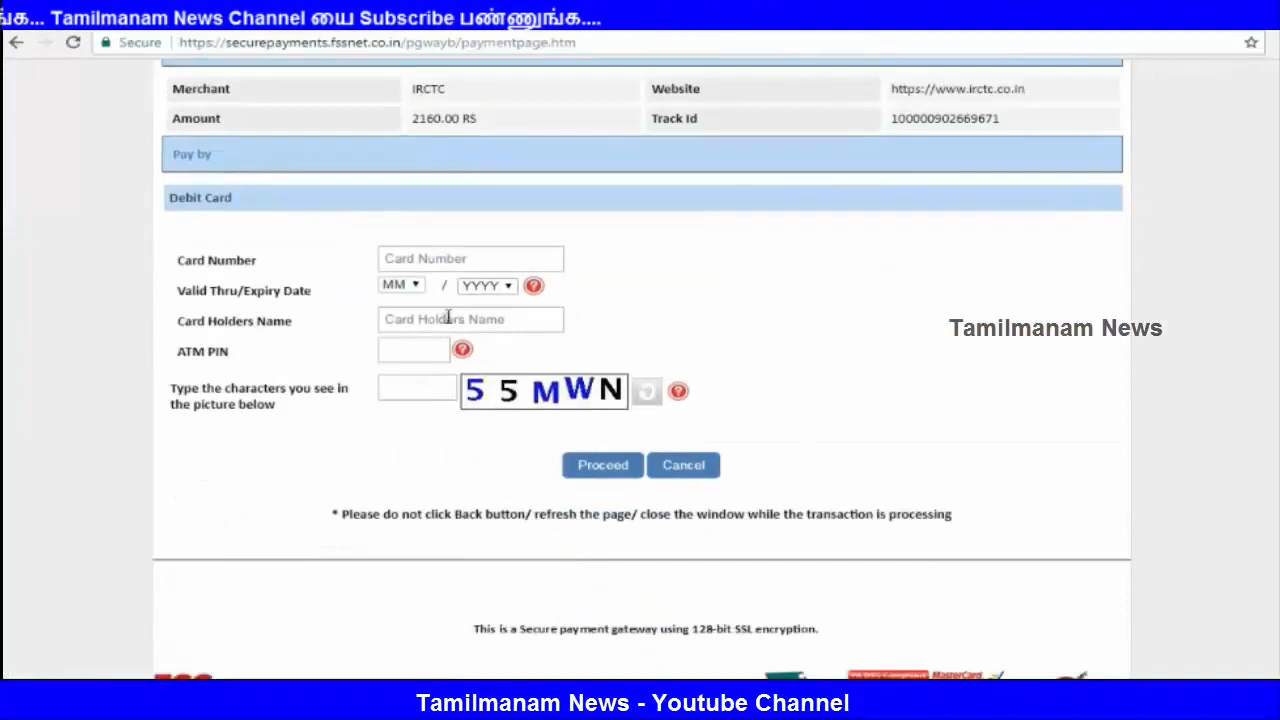 ங்க... Tamilmanam News Channel யை Subscribe பண்ணுங்க....
Secure https://securepayments.fssnet.co.in/pgwayb/paymentpage.htm
Merchant IRCTC Website https://www.irctc.co.in
Amount 2160.00 RS Track Id 100000902669671
Pay by
Debit Card
Card Number Card Number
Valid Thru/Expiry Date MM / YYYY
Card Holders Name Card Holders Name
Tamilmanam News
ATM PIN
Type the characters you see in
the picture below
5 5 M W N
Proceed Cancel
* Please do not click Back button/ refresh the page/ close the window while the transaction is processing
This is a Secure payment gateway using 128-bit SSL encryption.
MasterCard
Tamilmanam News - Youtube Channel